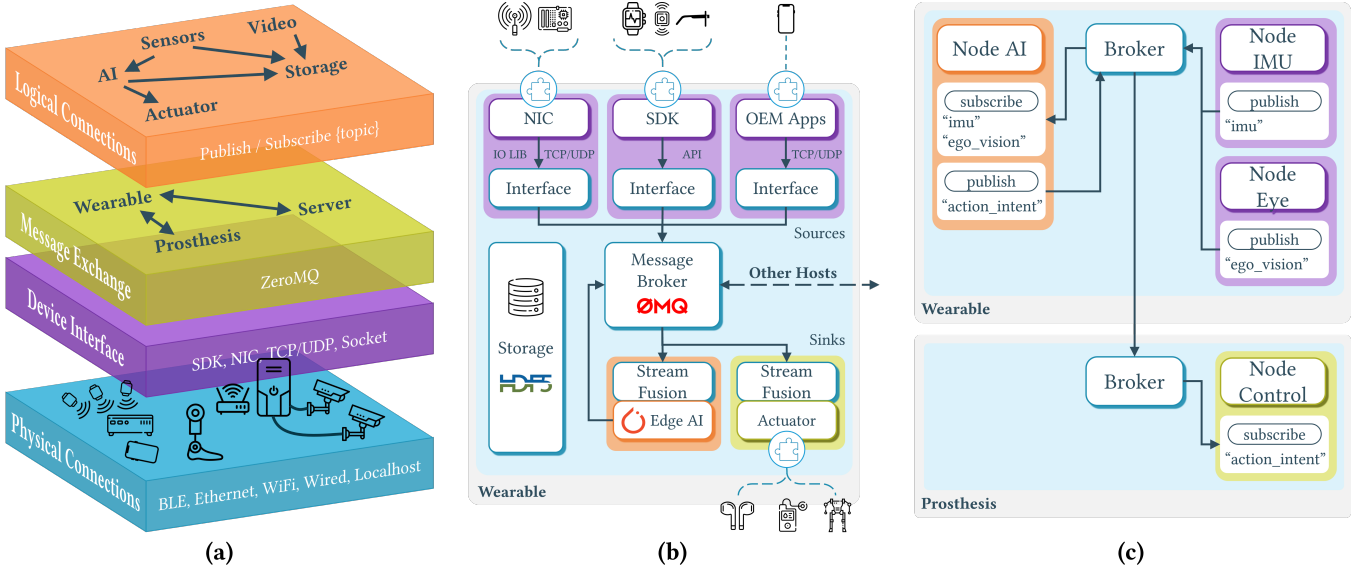 Logical Connections
Sensors
Video
AI
Storage
Actuator
Publish / Subscribe {topic}
Message Exchange
Wearable
Server
Prosthesis
ZeroMQ
Device Interface
SDK, NIC, TCP/UDP, Socket
Physical Connections
BLE, Ethernet, WiFi, Wired, Localhost
(a)
NIC
SDK
OEM Apps
IO LIB
TCP/UDP
API
TCP/UDP
Interface
Interface
Interface
Sources
Message
Broker
ØMQ
Other Hosts
Storage
HDF5
Sinks
Stream
Fusion
Edge AI
Stream
Fusion
Actuator
Wearable
(b)
Node AI
subscribe
“imu”
“ego_vision”
publish
“action_intent”
Broker
Node
IMU
publish
“imu”
Node
Eye
publish
“ego_vision”
Wearable
Broker
Node
Control
subscribe
“action_intent”
Prosthesis
(c)